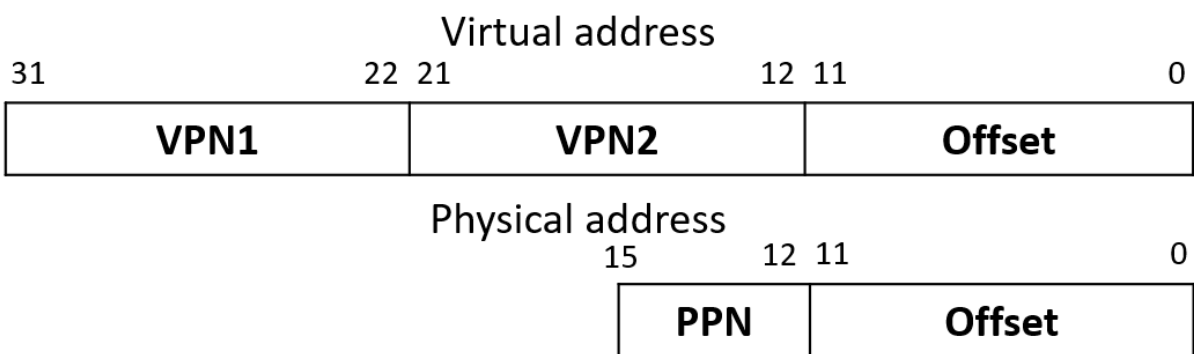 Virtual address
31 22 21 12 11 0
VPN1 VPN2 Offset
Physical address
15 12 11 0
PPN Offset